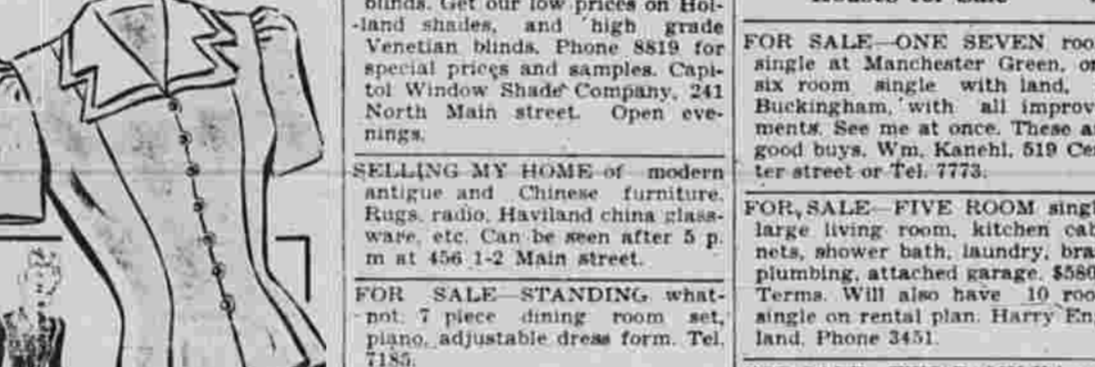 blinds. Get our low prices on Hol-
land shades, and high grade
Venetian blinds. Phone 8819 for
special prices and samples. Capi-
tol Window Shade Company, 241
North Main street. Open eve-
nings.
SELLING MY HOME of modern
antigue and Chinese furniture.
Rugs, radio, Haviland china glass-
ware, etc. Can be seen after 5 p.
m at 456 1-2 Main street.
FOR SALE—STANDING what-
not, 7 piece dining room set,
piano, adjustable dress form. Tel.
7185.
FOR SALE—ONE SEVEN roo
single at Manchester Green, or
six room single with land,
Buckingham, with all improv
ments. See me at once. These a
good buys. Wm. Kanehl, 519 Cen
ter street or Tel. 7773.
FOR SALE—FIVE ROOM singl
large living room, kitchen cab
nets, shower bath, laundry, bra
plumbing, attached garage. $580
Terms. Will also have 10 roo
single on rental plan. Harry En
land. Phone 3451.